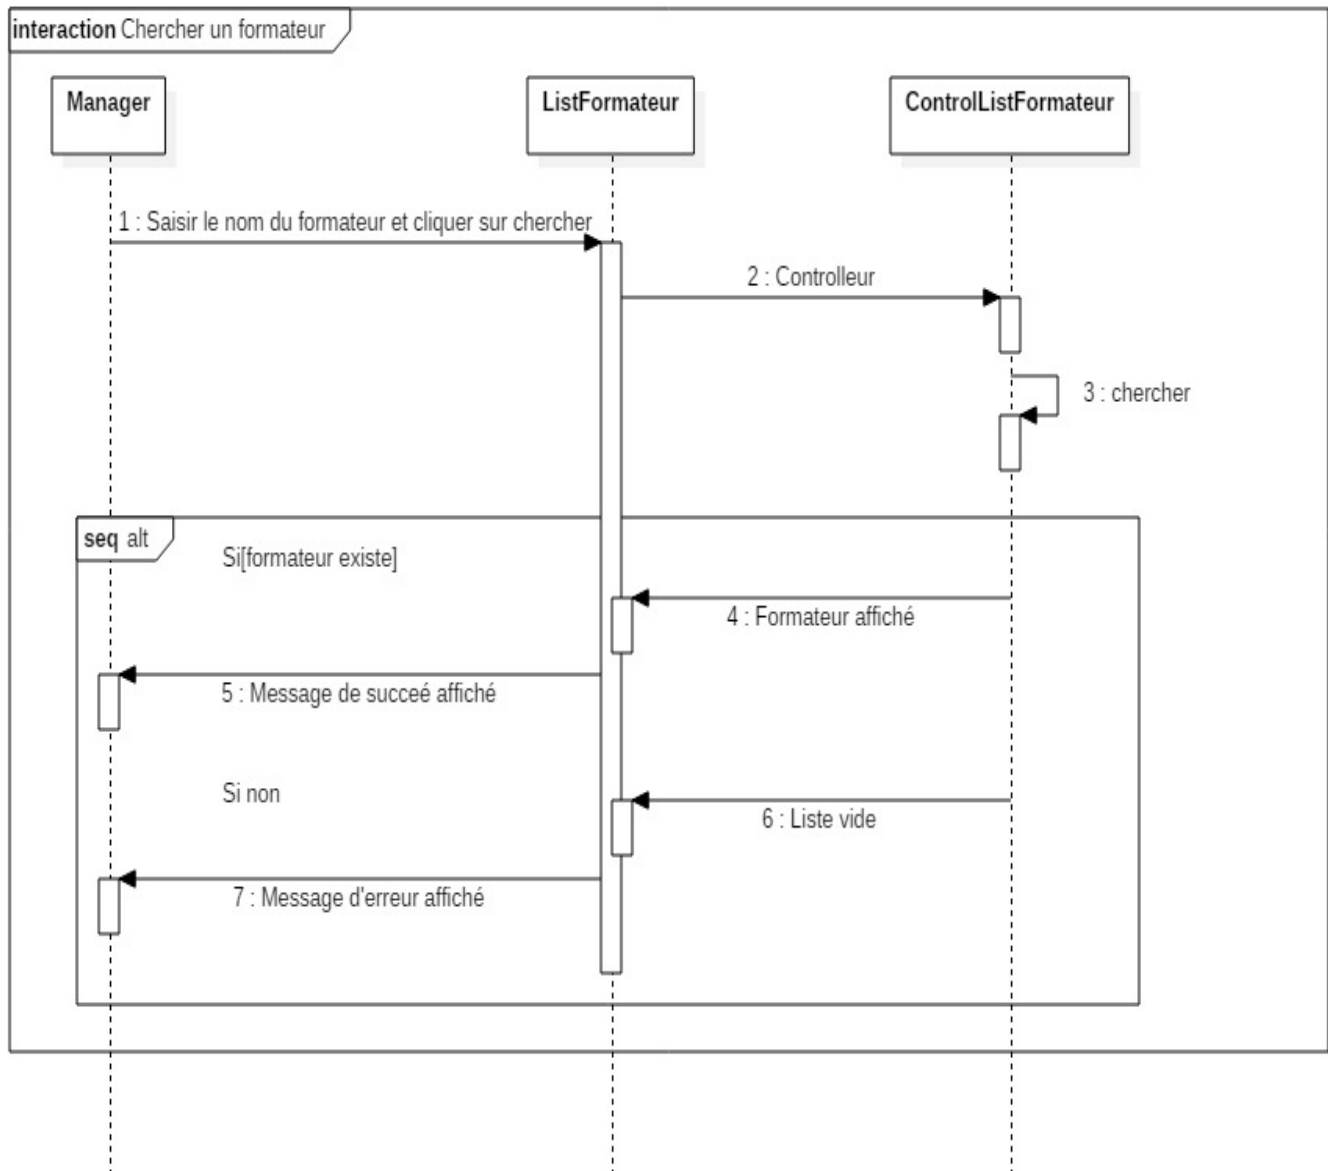 interaction Chercher un formateur
Manager
ListFormateur
ControlListFormateur
1 : Saisir le nom du formateur et cliquer sur chercher
2 : Controlleur
3 : chercher
seq alt
Si[formateur existe]
4 : Formateur affiché
5 : Message de succeé affiché
Si non
6 : Liste vide
7 : Message d'erreur affiché